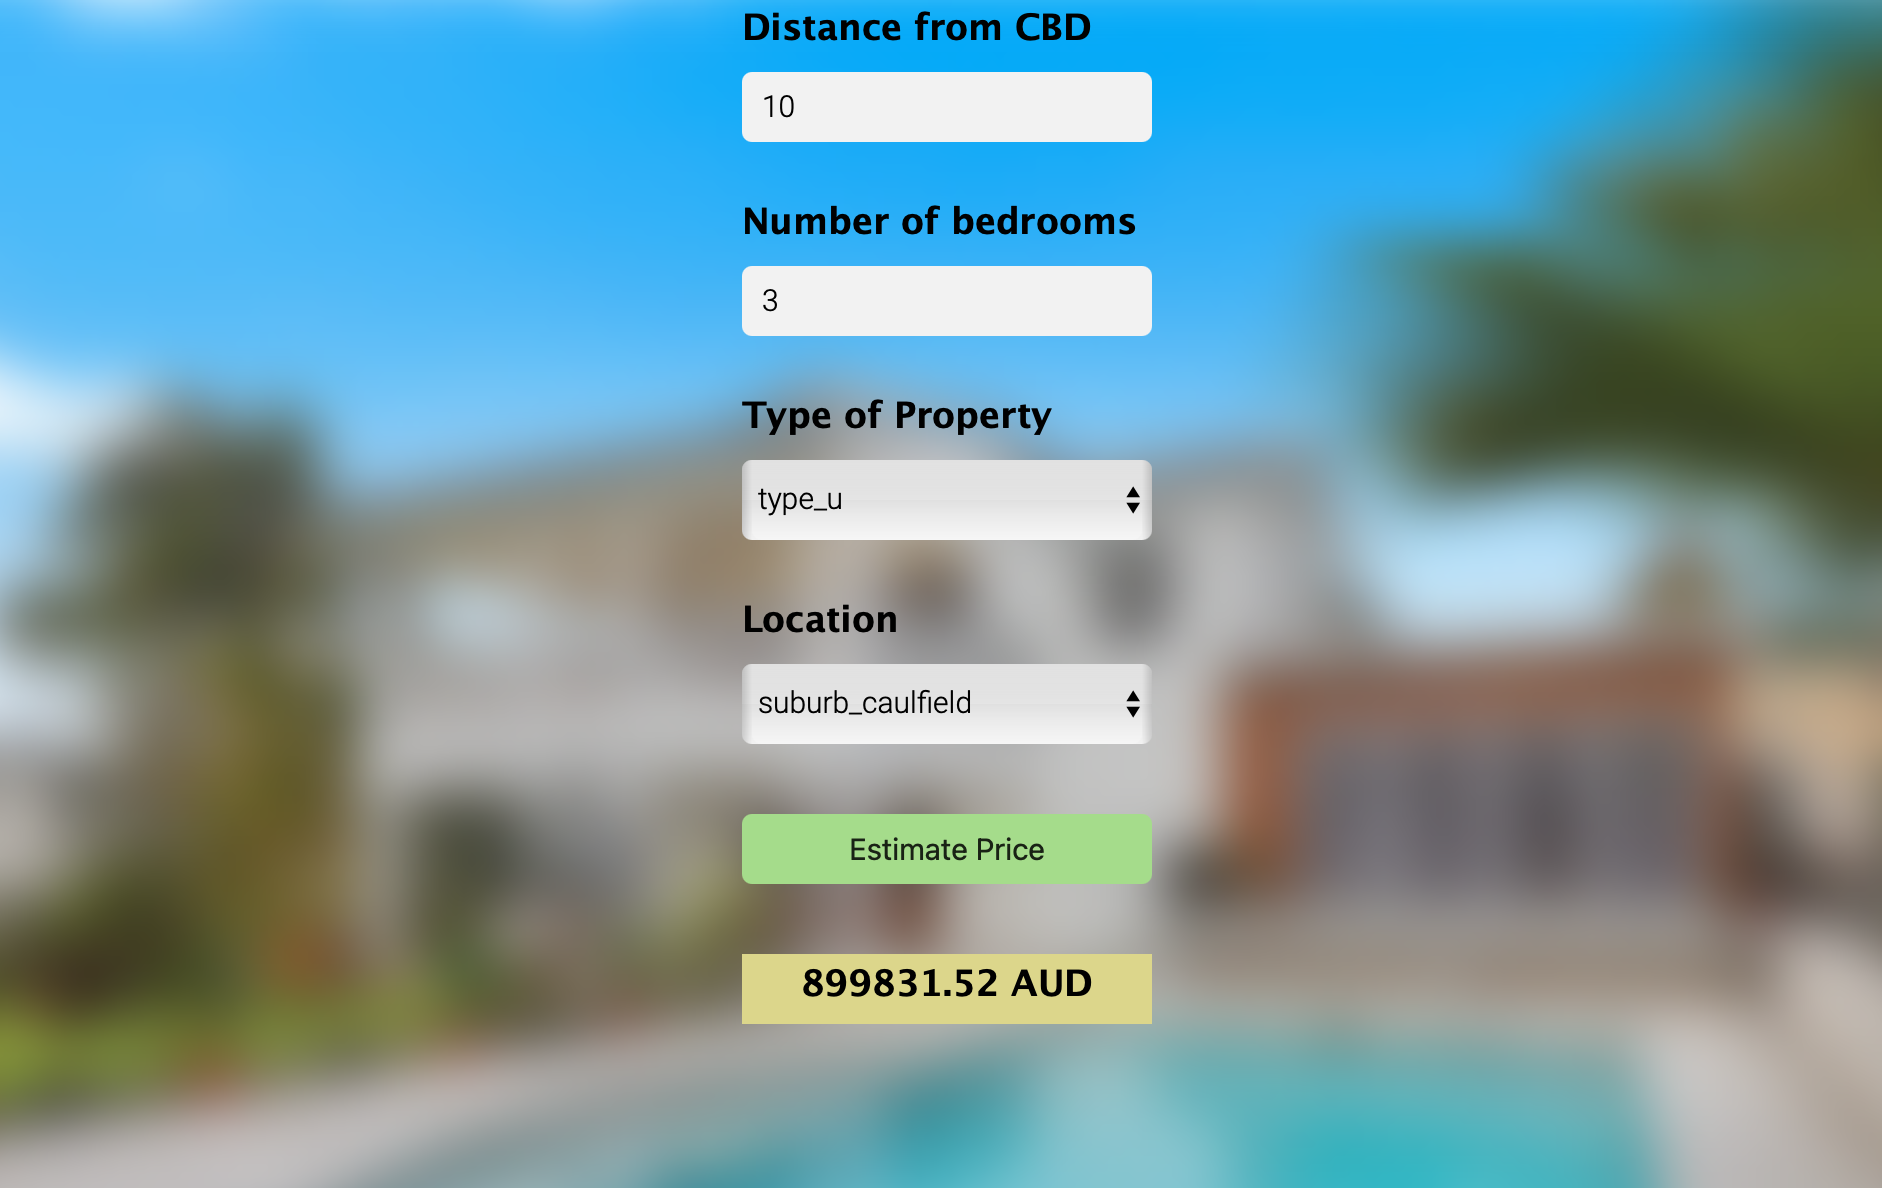 Distance from CBD
10
Number of bedrooms
3
Type of Property
type_u
Location
suburb_caulfield
Estimate Price
899831.52 AUD